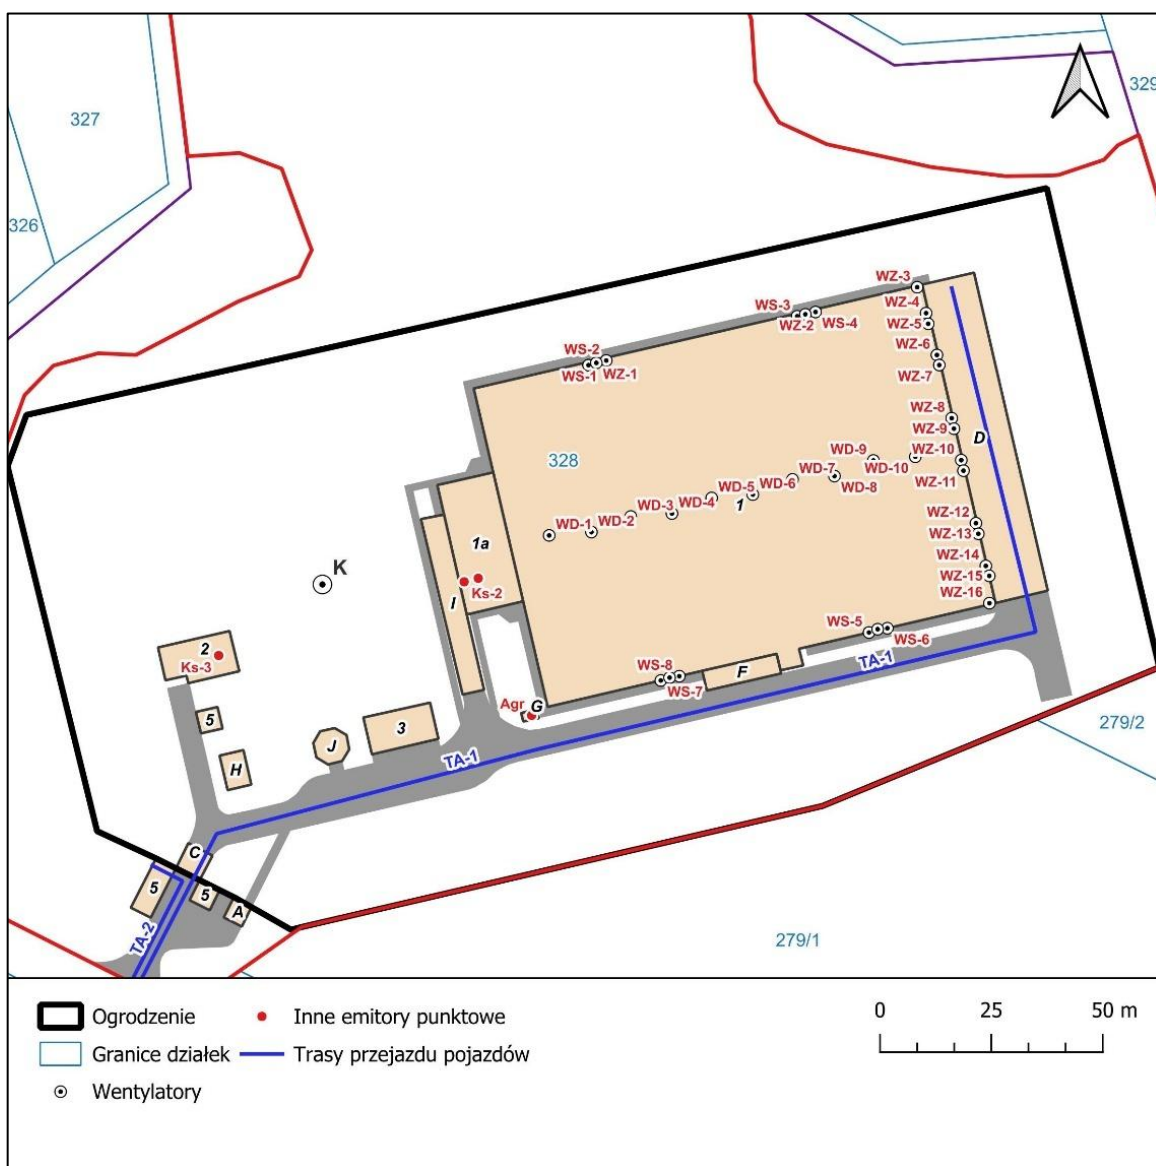 327
329
326
WZ-3
WS-3
WZ-4
WZ-2
WS-4
WZ-5
WS-2
WZ-6
WS-1
WZ-1
WZ-7
WZ-8
WZ-9
D
WD-9
WZ-10
328
WD-7
WD-10
WZ-11
WD-8
WD-5
WD-6
WD-3
WD-4
1
WD-1
WD-2
WZ-12
WZ-13
1a
WZ-14
K
WZ-15
Ks-2
I
WZ-16
WS-5
WS-6
2
Ks-3
TA-1
WS-8
F
WS-7
Agr
G
5
3
279/2
J
TA-1
H
C
5
5
A
TA-2
279/1
Ogrodzenie
Inne emitory punktowe
0 25 50 m
Granice działek
Trasy przejazdu pojazdów
Wentylatory